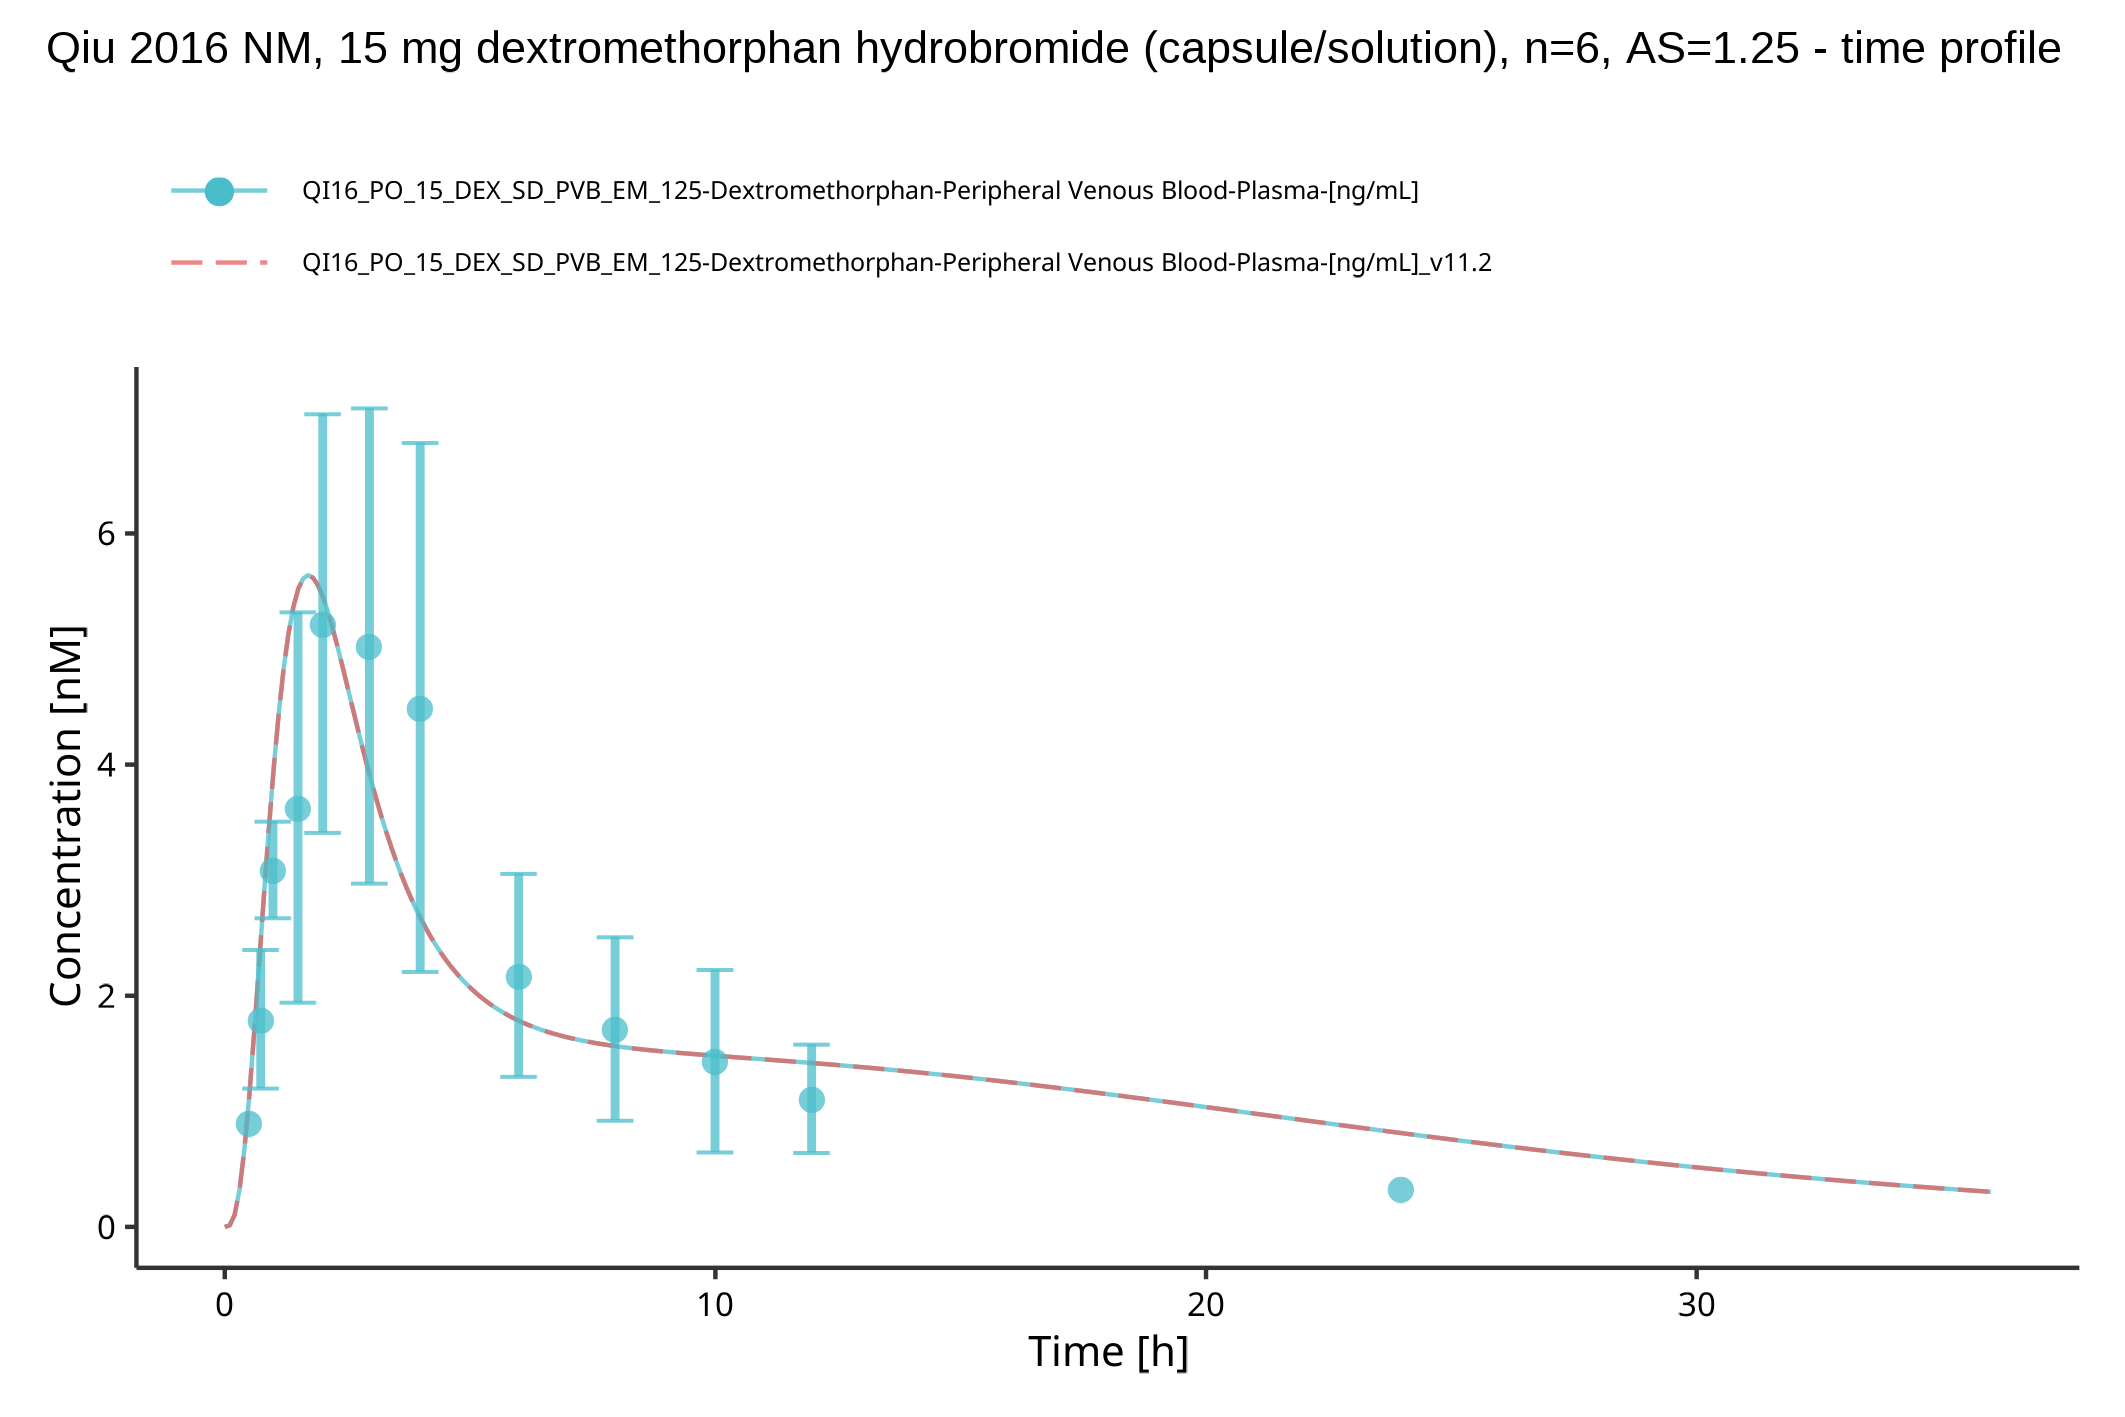 Qiu 2016 NM, 15 mg dextromethorphan hydrobromide (capsule/solution), n=6, AS=1.25 - time profile
QI16_PO_15_DEX_SD_PVB_EM_125-Dextromethorphan-Peripheral Venous Blood-Plasma-[ng/mL]
QI16_PO_15_DEX_SD_PVB_EM_125-Dextromethorphan-Peripheral Venous Blood-Plasma-[ng/mL]_v11.2
Concentration [nM]
6
4
2
0
0 10 20 30
Time [h]